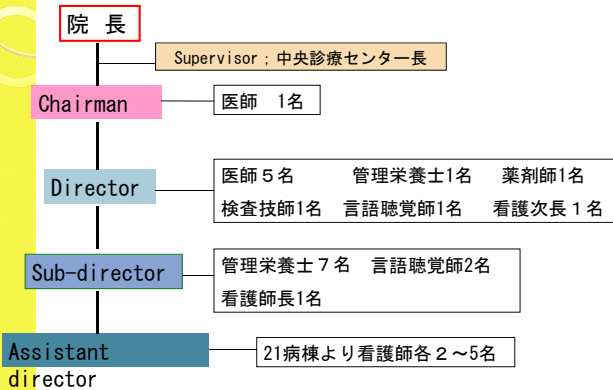 院 長
Supervisor；中央診療センター長
Chairman
医師 1名
Director
医師５名 管理栄養士1名 薬剤師1名
検査技師1名 言語聴覚師1名 看護次長１名
Sub-director
管理栄養士７名 言語聴覚師2名
看護師長1名
Assistant
director
21病棟より看護師各２～5名